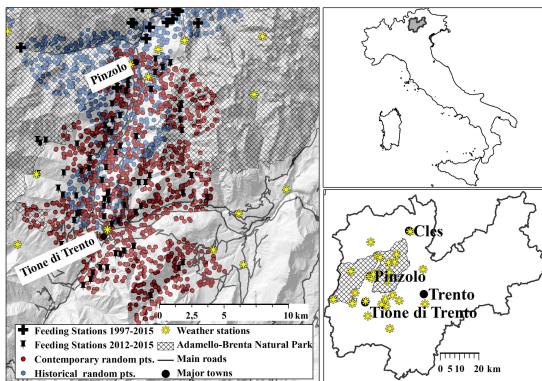 Pinzolo
Tione di Trento
0 2,5 5 10 km
Feeding Stations 1997-2015
Weather stations
Feeding Stations 2012-2015
Adamello-Brenta Natural Park
Contemporary random pts.
Main roads
Historical random pts.
Major towns
Cles
Pinzolo
Trento
Tione di Trento
0 5 10 20 km